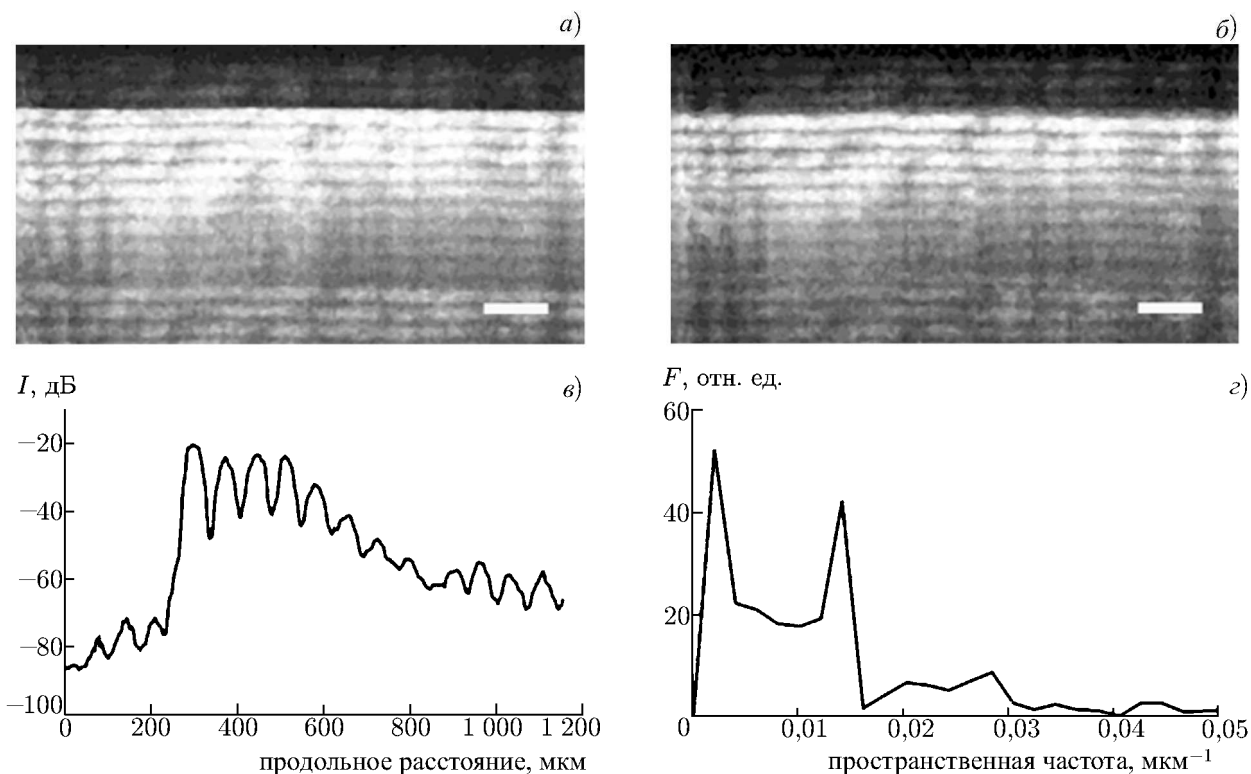 а)
б)
I, дБ
в)
−20
−40
−60
−80
−100
0
200
400
600
800
1 000
1 200
продольное расстояние, мкм
F, отн. ед.
г)
60
40
20
0
0,01
0,02
0,03
0,04
0,05
пространственная частота, мкм⁻¹